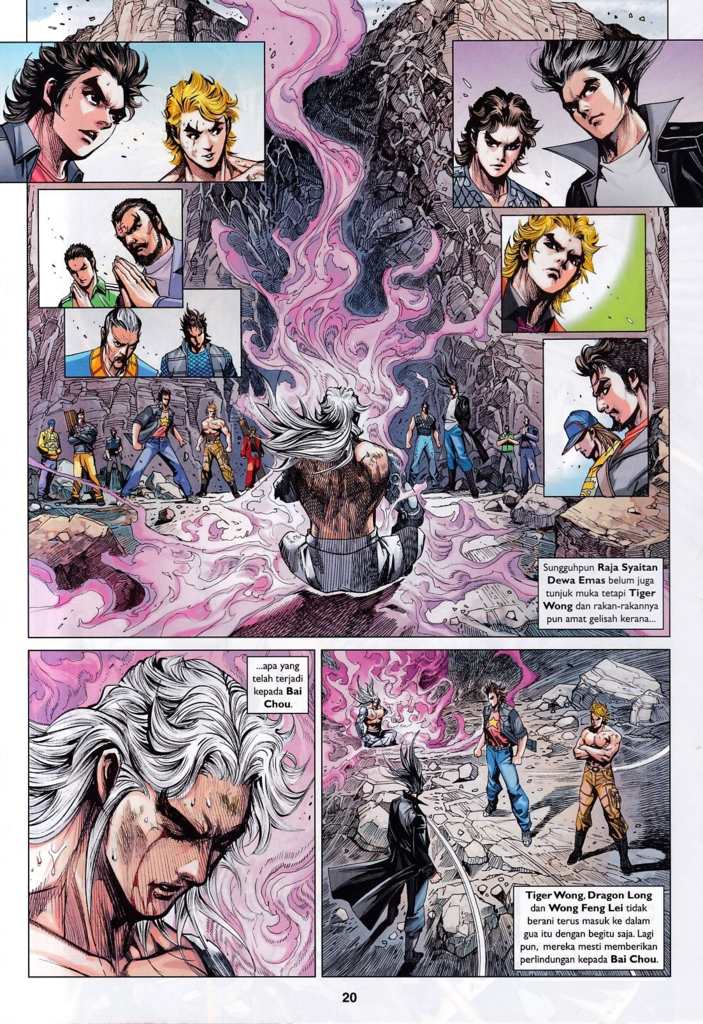 Sungguhpun Raja Syaitan
Dewa Emas belum juga
tunjuk muka tetapi Tiger
Wong dan rakan-rakannya
pun amat gelisah kerana...
...apa yang
telah terjadi
kepada Bai
Chou.
Tiger Wong, Dragon Long
dan Wong Feng Lei tidak
berani terus masuk ke dalam
gua itu dengan begitu saja. Lagi
pun, mereka mesti memberikan
perlindungan kepada Bai Chou.
20